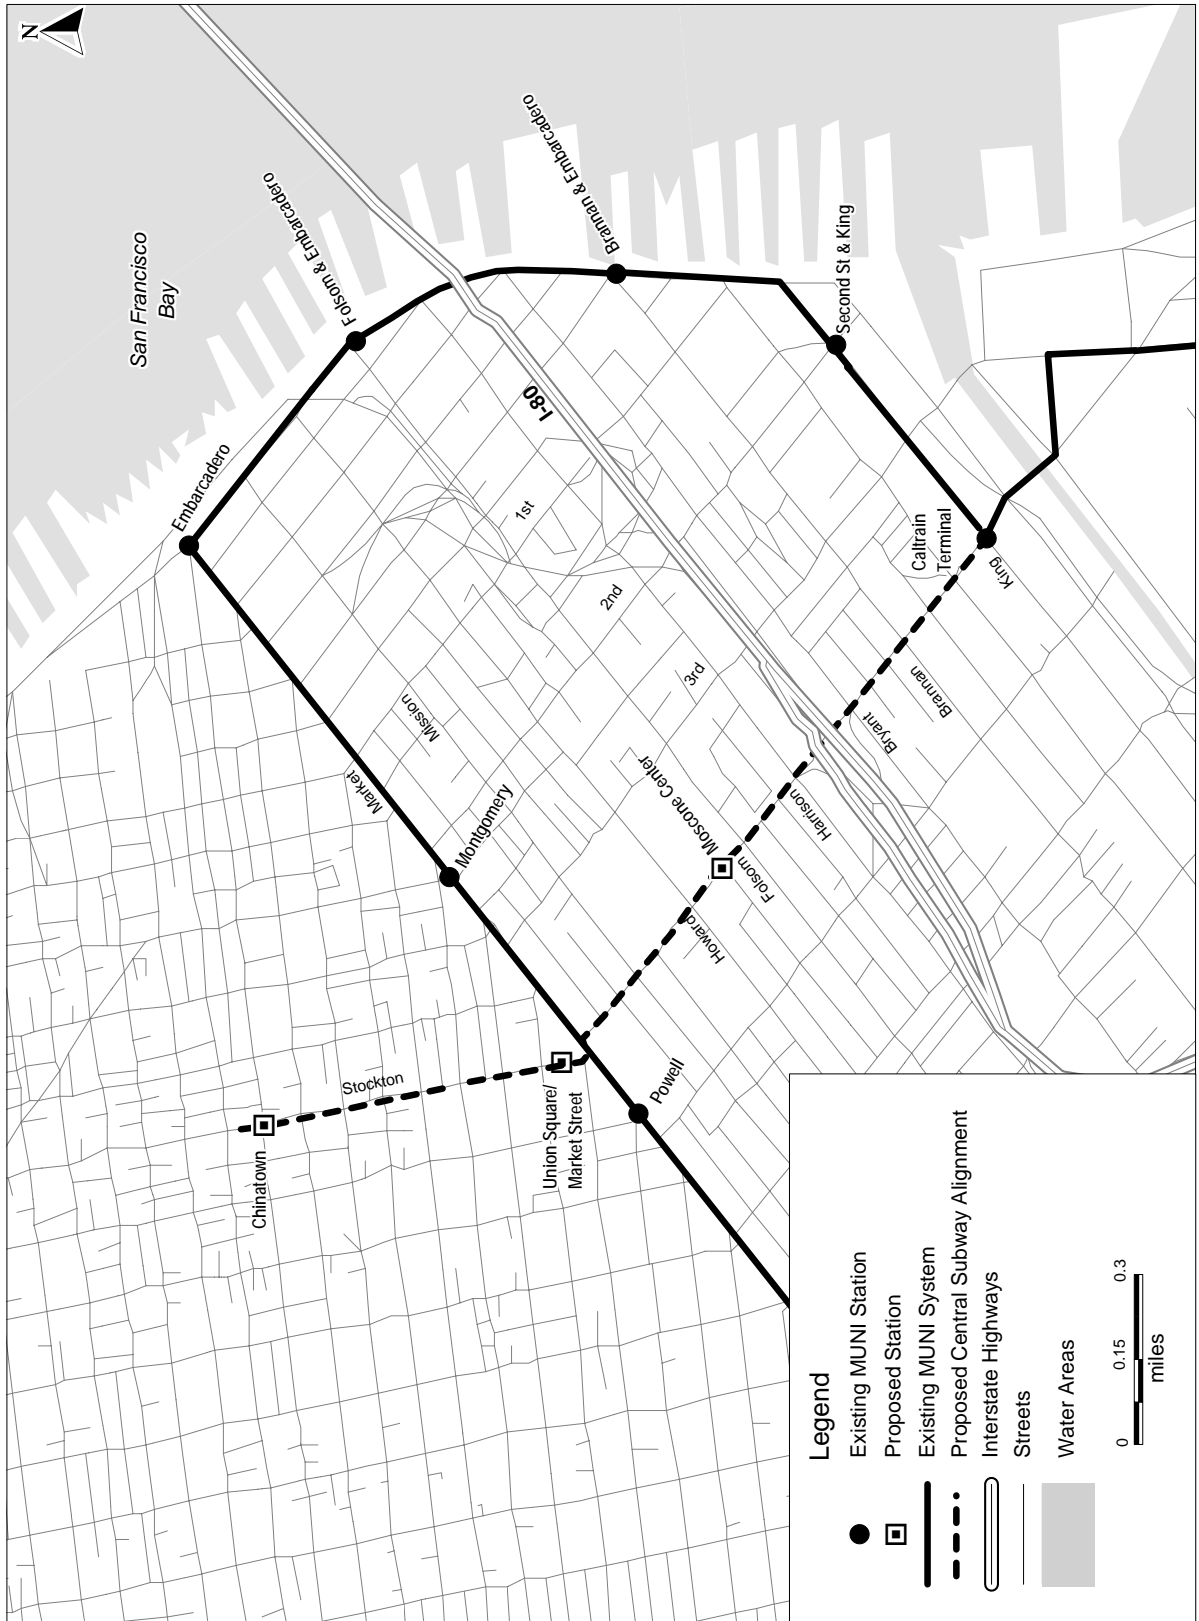 N
San Francisco
Bay
Folsom & Embarcadero
Brannan & Embarcadero
Second St & King
Embarcadero
I-80
1st
2nd
3rd
Caltrain
Terminal
King
Mission
Market
Montgomery
Moscone Center
Brannan
Bryant
Harrison
Folsom
Howard
Stockton
Union Square/
Market Street
Powell
Chinatown
Legend
Existing MUNI Station
Proposed Station
Existing MUNI System
Proposed Central Subway Alignment
Interstate Highways
Streets
Water Areas
0 0.15 0.3
miles